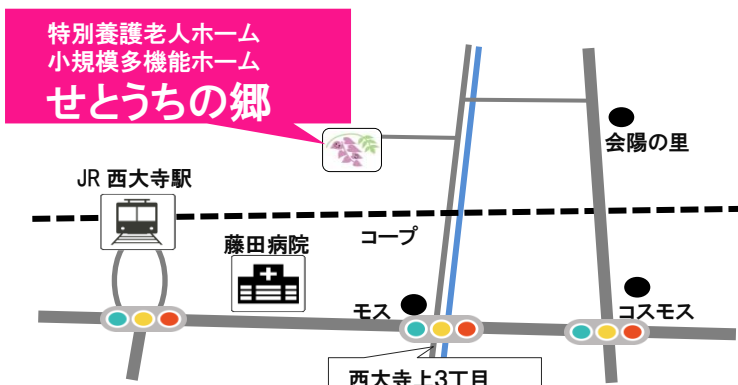 特別養護老人ホーム
小規模多機能ホーム
せとうちの郷
会陽の里
JR 西大寺駅
藤田病院
コープ
モス
コスモス
西大寺上3丁目